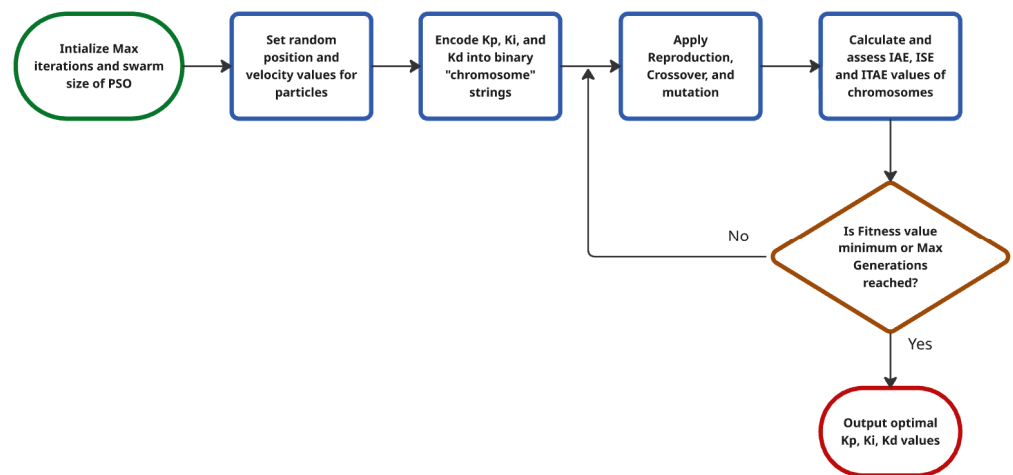 Intialize Max
iterations and swarm
size of PSO
Set random
position and
velocity values for
particles
Encode Kp, Ki, and
Kd into binary
"chromosome"
strings
Apply
Reproduction,
Crossover, and
mutation
Calculate and
assess IAE, ISE
and ITAE values of
chromosomes
Is Fitness value
minimum or Max
Generations
reached?
No
Yes
Output optimal
Kp, Ki, Kd values